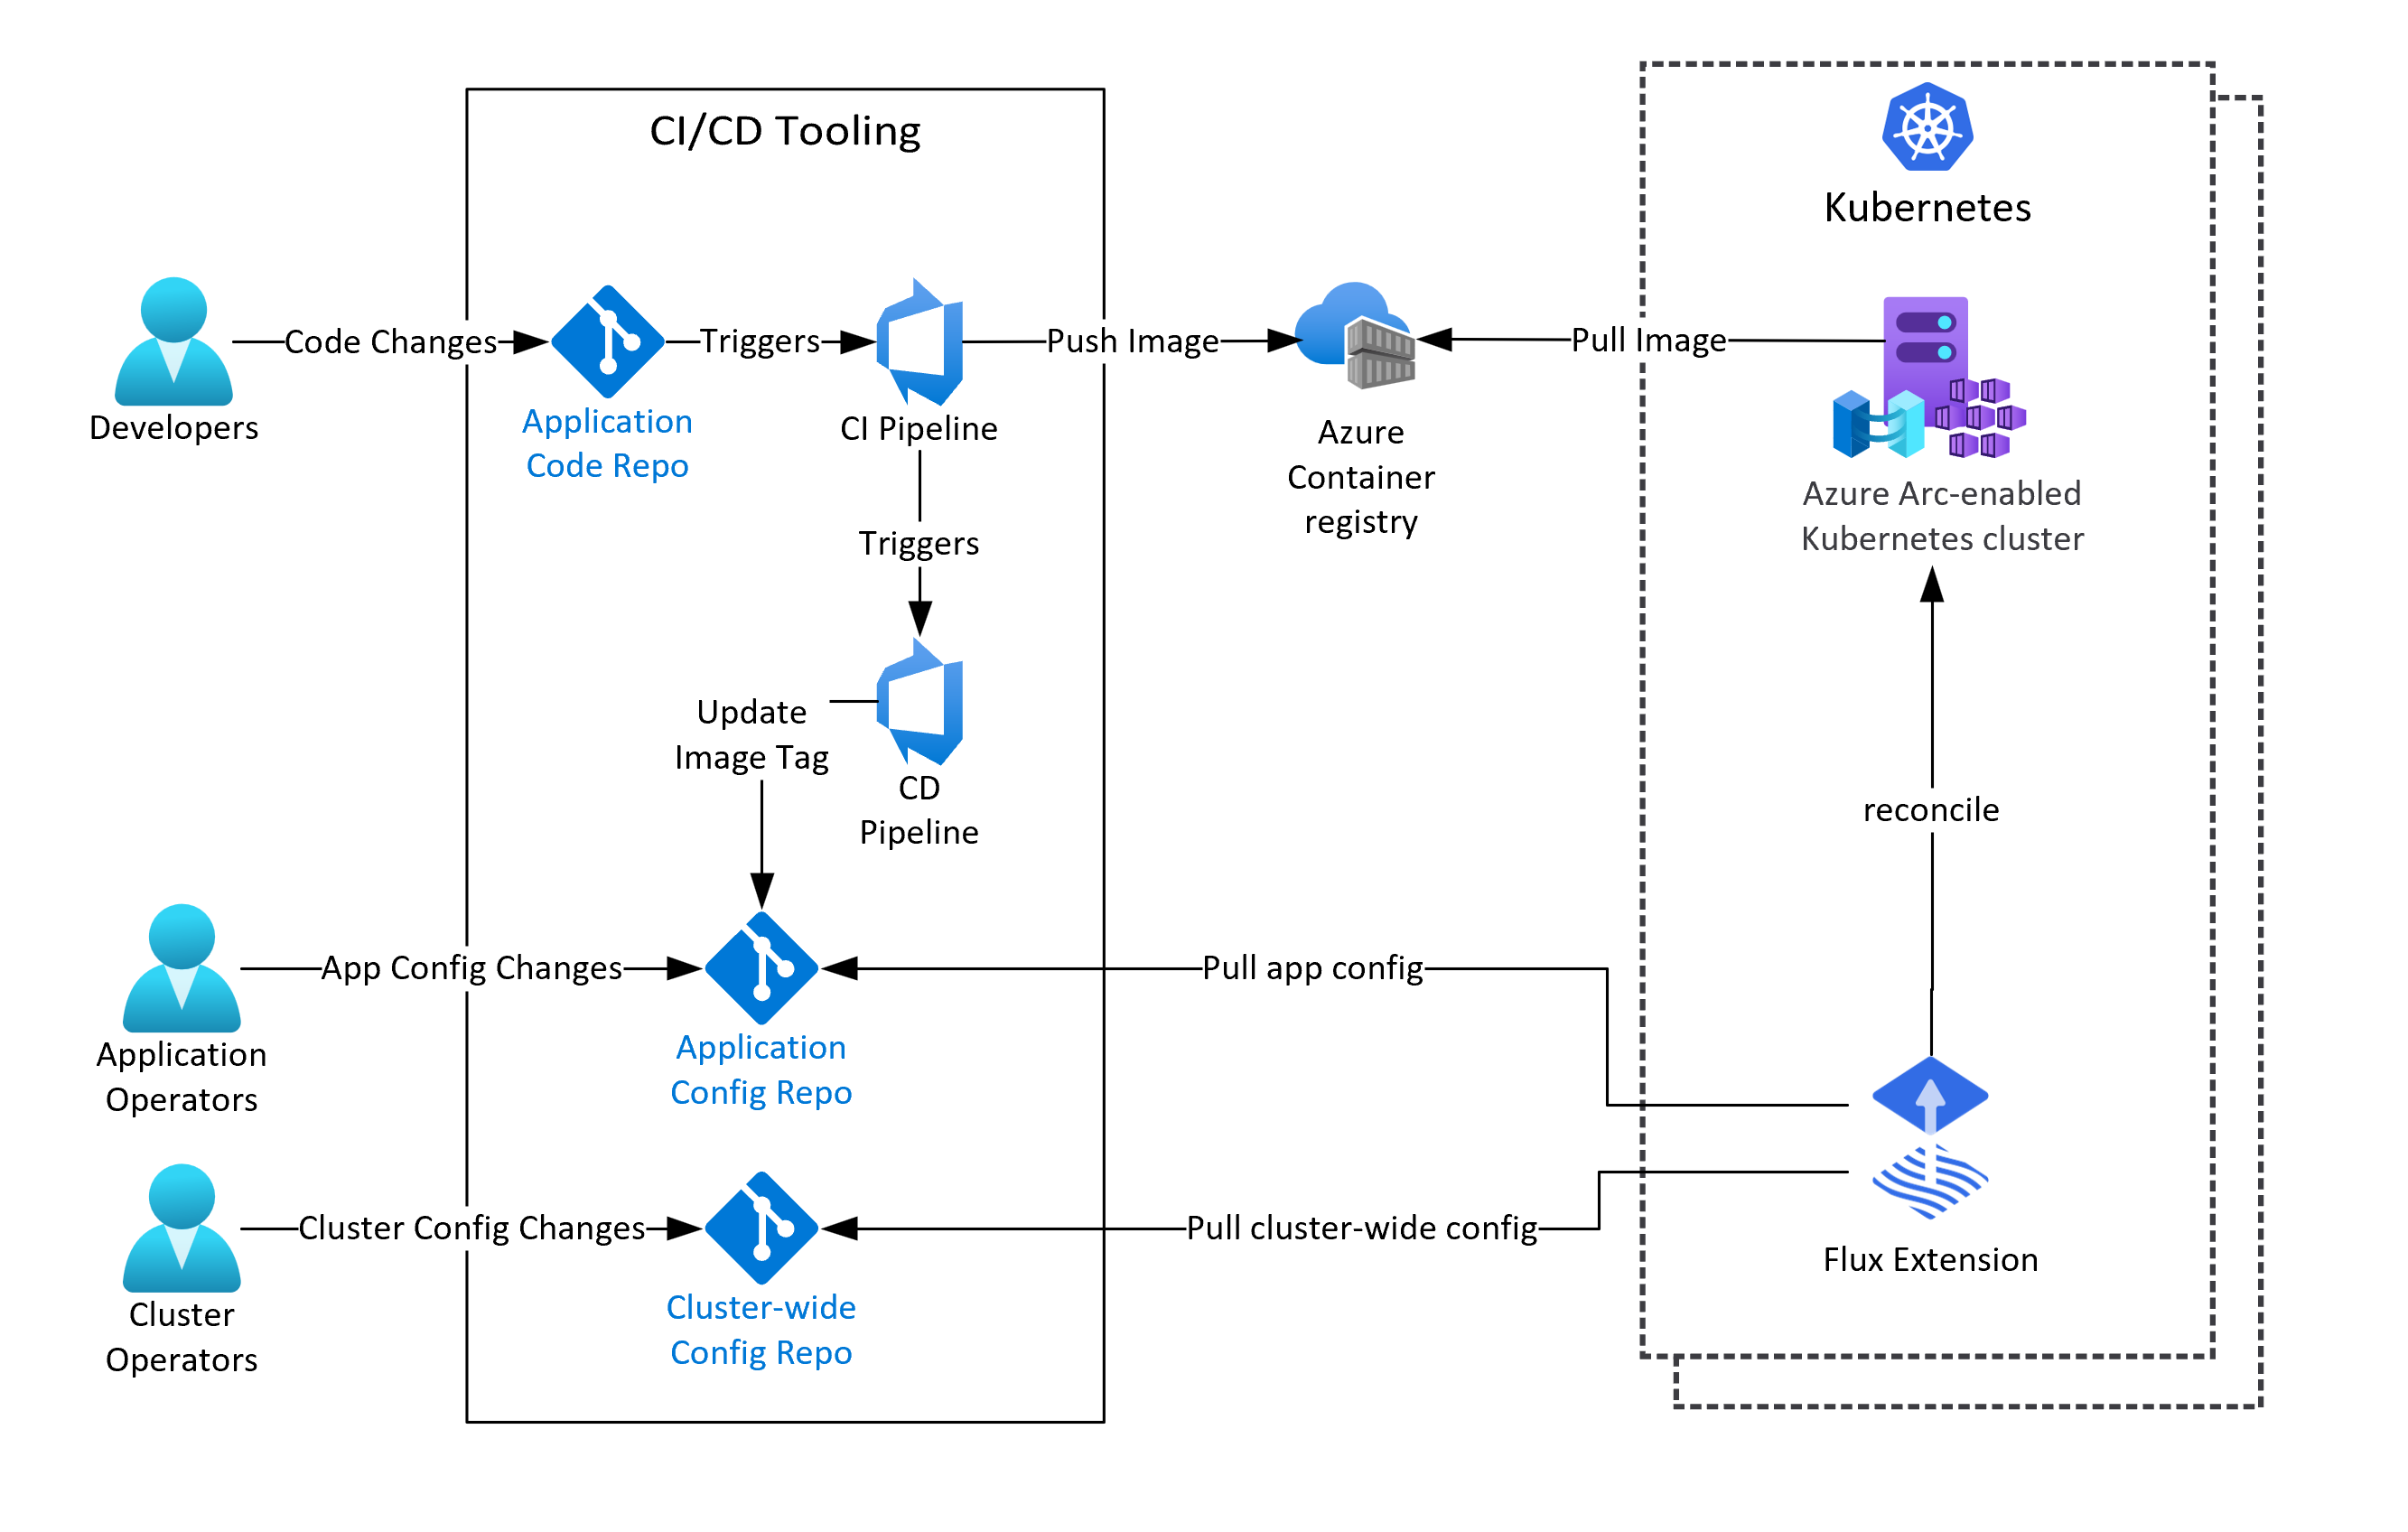 CI/CD Tooling
Kubernetes
Code Changes
Triggers
Push Image
Pull Image
Developers
Application
Code Repo
CI Pipeline
Azure
Container
registry
Azure Arc-enabled
Kubernetes cluster
Triggers
Update
Image Tag
CD
Pipeline
reconcile
App Config Changes
Pull app config
Application
Operators
Application
Config Repo
Cluster Config Changes
Pull cluster-wide config
Flux Extension
Cluster
Operators
Cluster-wide
Config Repo